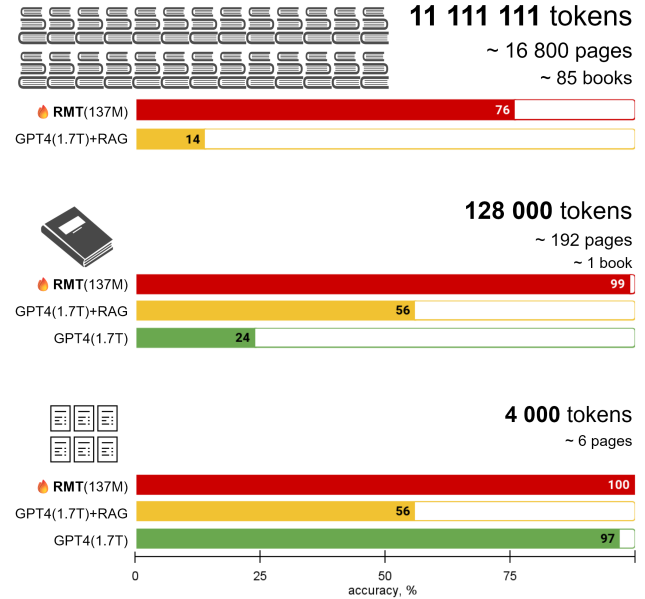 11 111 111 tokens
~ 16 800 pages
~ 85 books
🔥 RMT(137M) 76
GPT4(1.7T)+RAG 14
128 000 tokens
~ 192 pages
~ 1 book
🔥 RMT(137M) 99
GPT4(1.7T)+RAG 56
GPT4(1.7T) 24
4 000 tokens
~ 6 pages
🔥 RMT(137M) 100
GPT4(1.7T)+RAG 56
GPT4(1.7T) 97
0 25 50 75
accuracy, %